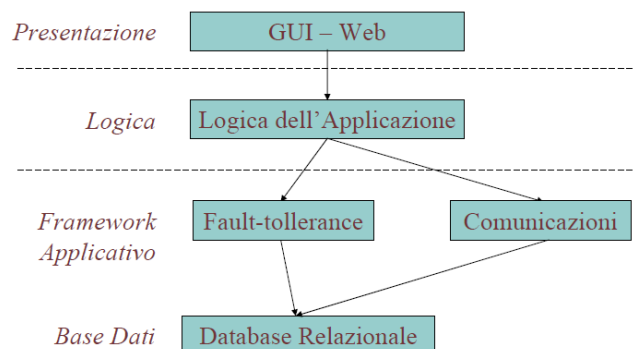 Presentazione
GUI – Web
Logica
Logica dell'Applicazione
Framework
Applicativo
Fault-tollerance
Comunicazioni
Base Dati
Database Relazionale